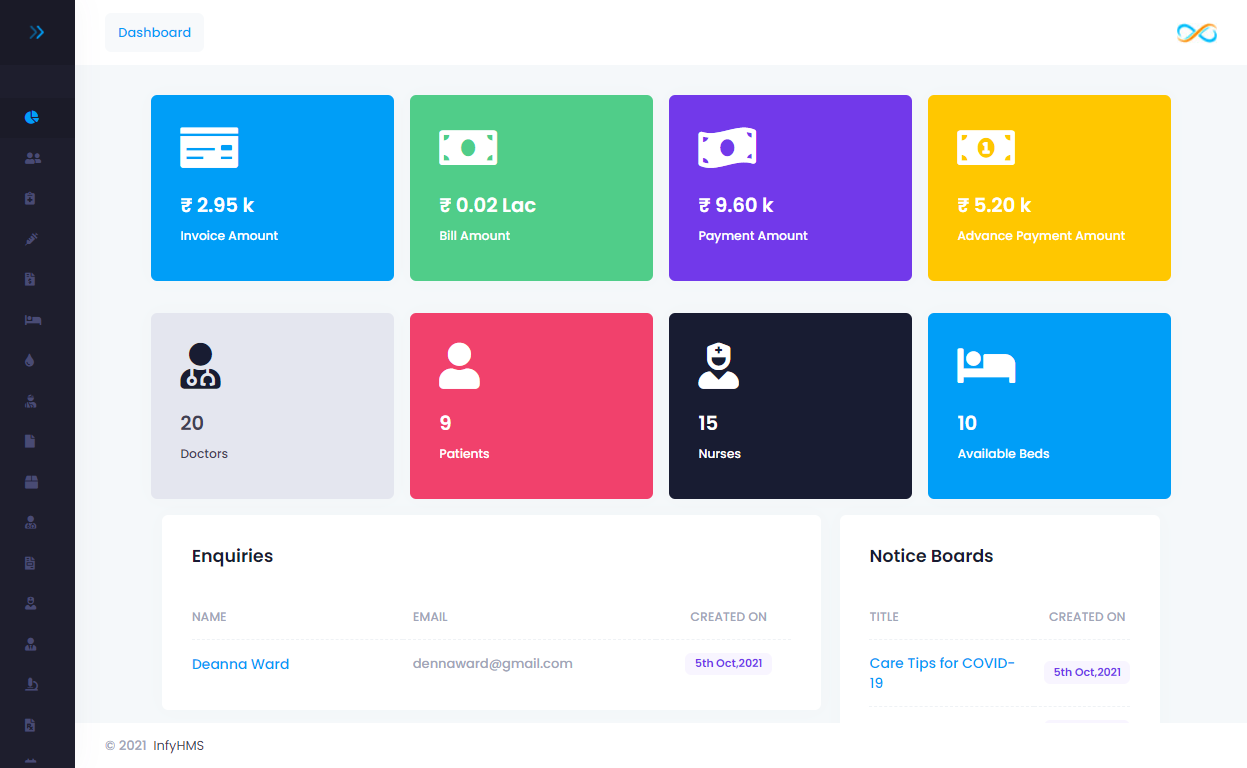 Dashboard
₹ 2.95 k
Invoice Amount
₹ 0.02 Lac
Bill Amount
₹ 9.60 k
Payment Amount
1
₹ 5.20 k
Advance Payment Amount
20
Doctors
9
Patients
15
Nurses
10
Available Beds
Enquiries
NAME EMAIL CREATED ON
Deanna Ward dennaward@gmail.com 5th Oct,2021
Notice Boards
TITLE CREATED ON
Care Tips for COVID-
19
5th Oct,2021
© 2021 InfyHMS